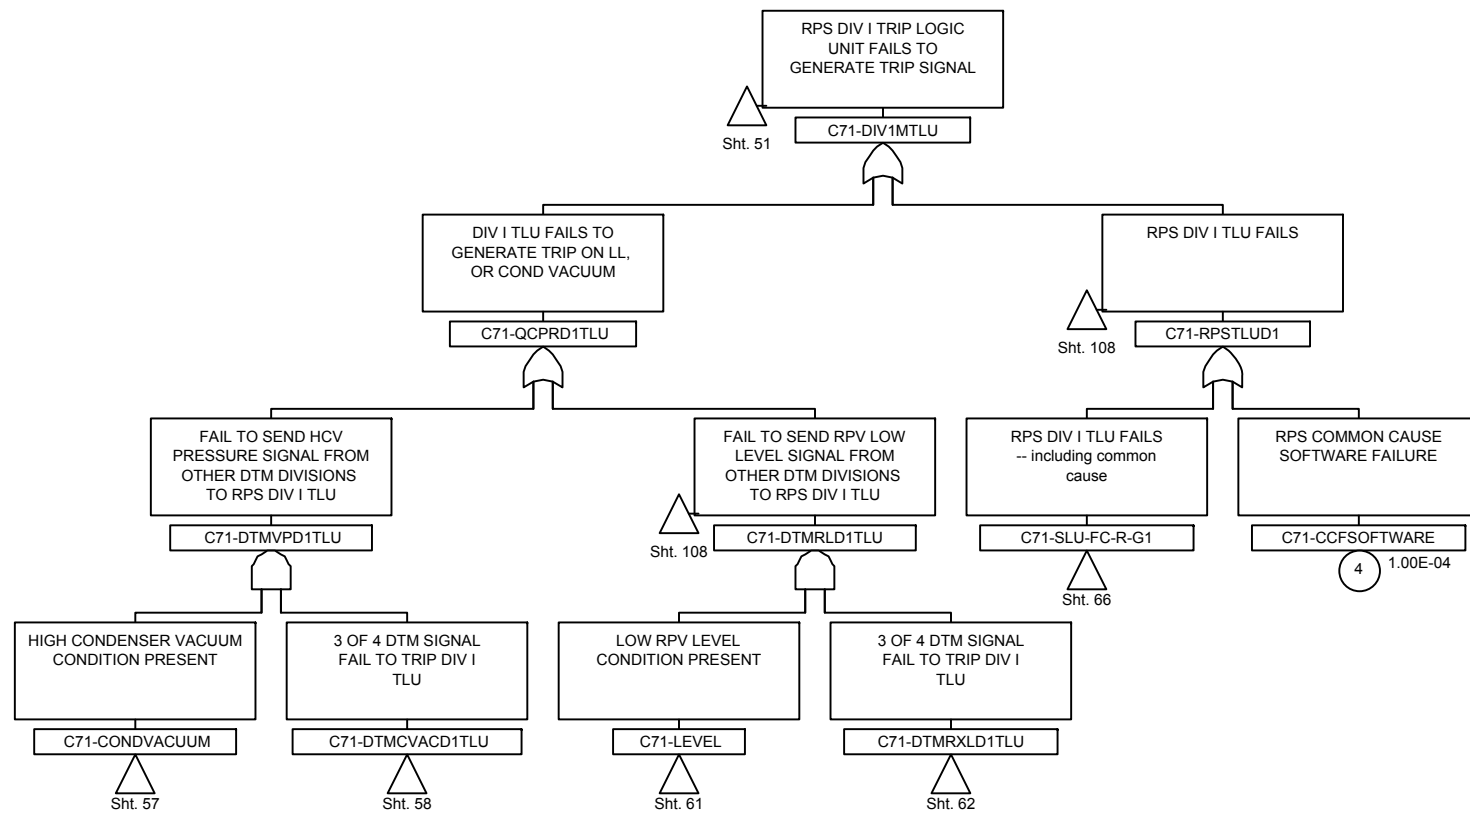 RPS DIV I TRIP LOGIC
UNIT FAILS TO
GENERATE TRIP SIGNAL
Sht. 51
C71-DIV1MTLU
DIV I TLU FAILS TO
GENERATE TRIP ON LL,
OR COND VACUUM
C71-QCPRD1TLU
RPS DIV I TLU FAILS
Sht. 108
C71-RPSTLUD1
FAIL TO SEND HCV
PRESSURE SIGNAL FROM
OTHER DTM DIVISIONS
TO RPS DIV I TLU
C71-DTMVPD1TLU
FAIL TO SEND RPV LOW
LEVEL SIGNAL FROM
OTHER DTM DIVISIONS
TO RPS DIV I TLU
Sht. 108
C71-DTMRLD1TLU
RPS DIV I TLU FAILS
-- including common
cause
C71-SLU-FC-R-G1
Sht. 66
RPS COMMON CAUSE
SOFTWARE FAILURE
C71-CCFSOFTWARE
4
1.00E-04
HIGH CONDENSER VACUUM
CONDITION PRESENT
C71-CONDVACUUM
Sht. 57
3 OF 4 DTM SIGNAL
FAIL TO TRIP DIV I
TLU
C71-DTMCVACD1TLU
Sht. 58
LOW RPV LEVEL
CONDITION PRESENT
C71-LEVEL
Sht. 61
3 OF 4 DTM SIGNAL
FAIL TO TRIP DIV I
TLU
C71-DTMRXLD1TLU
Sht. 62